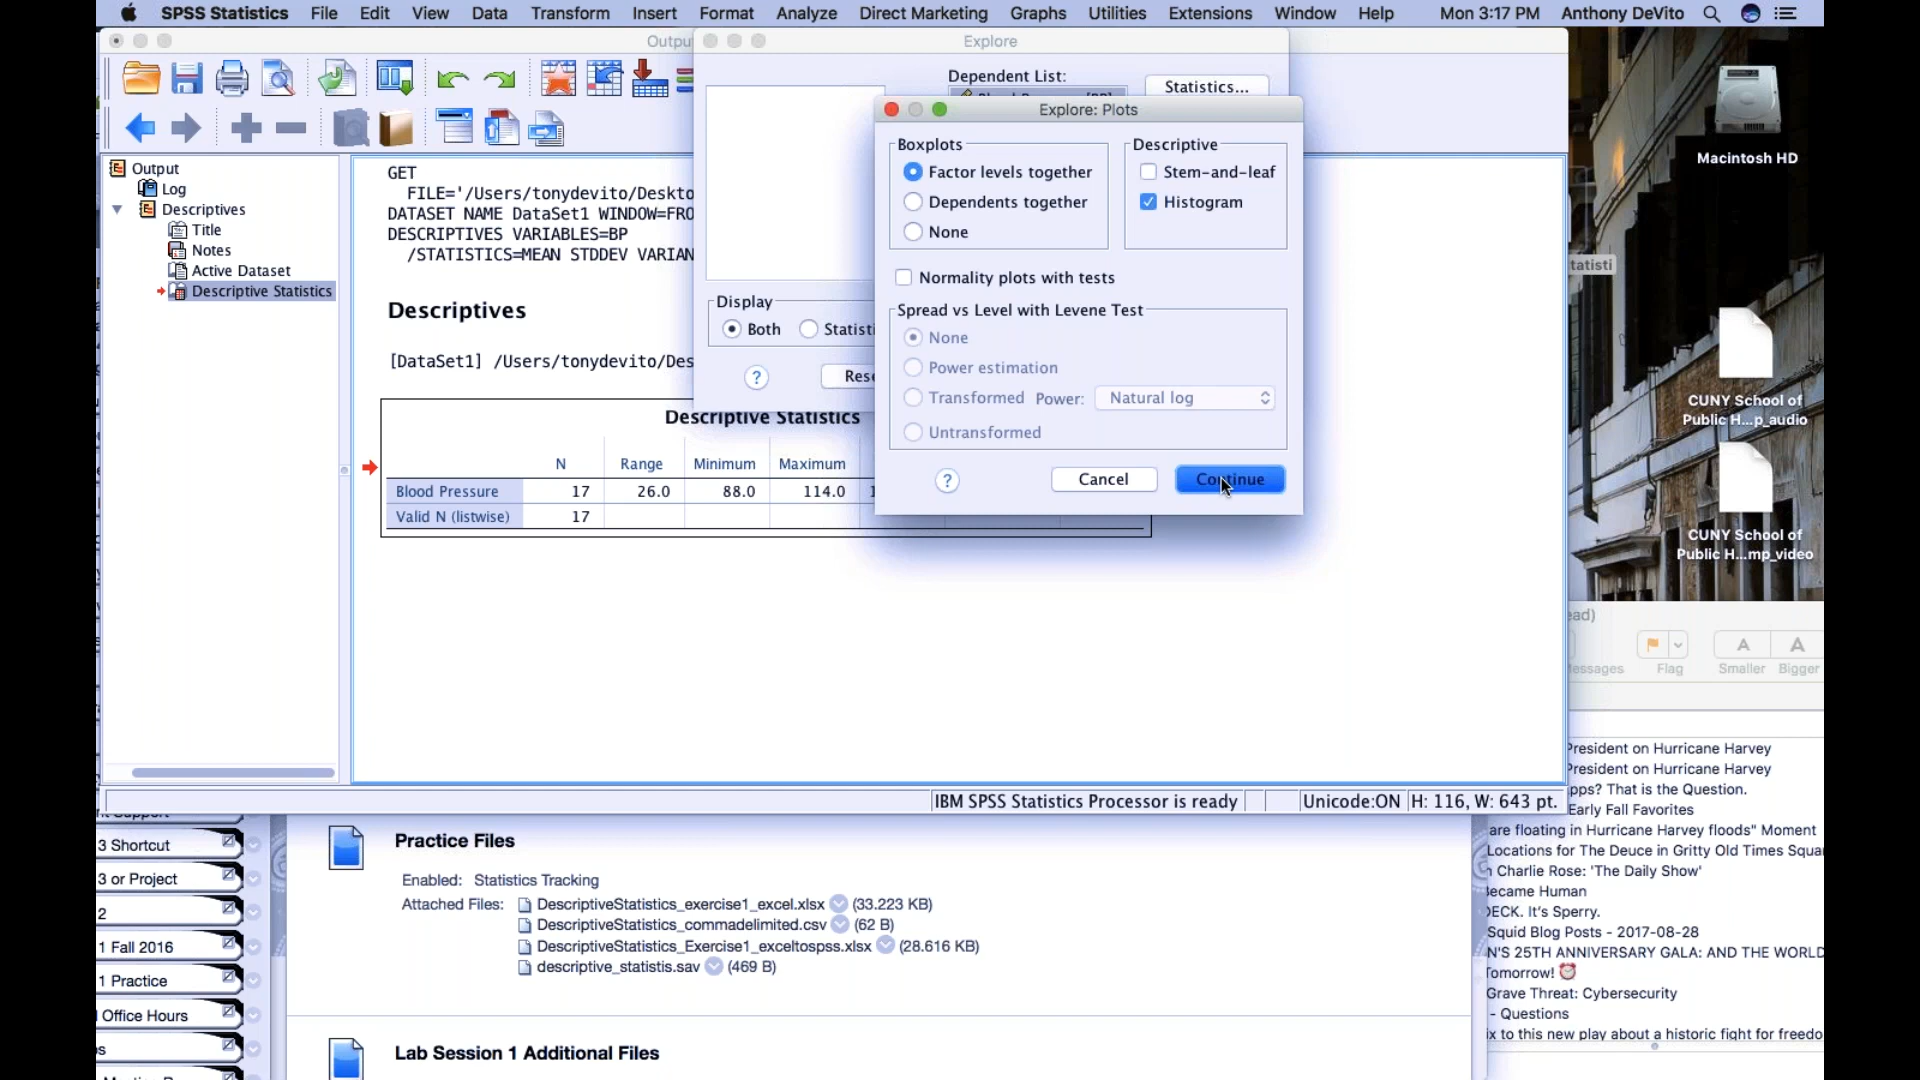 SPSS Statistics File Edit View Data Transform Insert Format Analyze Direct Marketing Graphs Utilities Extensions Window Help Mon 3:17 PM Anthony DeVito
Explore
Dependent List:
Statistics...
Explore: Plots
Boxplots
Factor levels together
Dependents together
None
Descriptive
Stem-and-leaf
Histogram
Normality plots with tests
Spread vs Level with Levene Test
None
Power estimation
Transformed Power: Natural log
Untransformed
? Cancel Continue
Display
Both Statisti
?
Output
Log
Descriptives
Title
Notes
Active Dataset
Descriptive Statistics
GET
FILE='/Users/tonydevito/Deskto
DATASET NAME DataSet1 WINDOW=FRO
DESCRIPTIVES VARIABLES=BP
/STATISTICS=MEAN STDDEV VARIAN
Descriptives
[DataSet1] /Users/tonydevito/Des
Descriptive Statistics
N Range Minimum Maximum
Blood Pressure 17 26.0 88.0 114.0
Valid N (listwise) 17
IBM SPSS Statistics Processor is ready Unicode:ON H: 116, W: 643 pt.
Macintosh HD
tatisti
CUNY School of
Public H...p_audio
CUNY School of
Public H...mp_video
ead)
essages Flag Smaller Bigger
President on Hurricane Harvey
President on Hurricane Harvey
pps? That is the Question.
Early Fall Favorites
are floating in Hurricane Harvey floods" Moment
Locations for The Deuce in Gritty Old Times Squa
n Charlie Rose: 'The Daily Show'
Became Human
DECK. It's Sperry.
Squid Blog Posts - 2017-08-28
N'S 25TH ANNIVERSARY GALA: AND THE WORLD
Tomorrow!
Grave Threat: Cybersecurity
- Questions
ix to this new play about a historic fight for freedo
3 Shortcut
3 or Project
2
1 Fall 2016
1 Practice
Office Hours
Practice Files
Enabled: Statistics Tracking
Attached Files: DescriptiveStatistics_exercise1_excel.xlsx (33.223 KB)
DescriptiveStatistics_commadelimited.csv (62 B)
DescriptiveStatistics_Exercise1_exceltospss.xlsx (28.616 KB)
descriptive_statistis.sav (469 B)
Lab Session 1 Additional Files